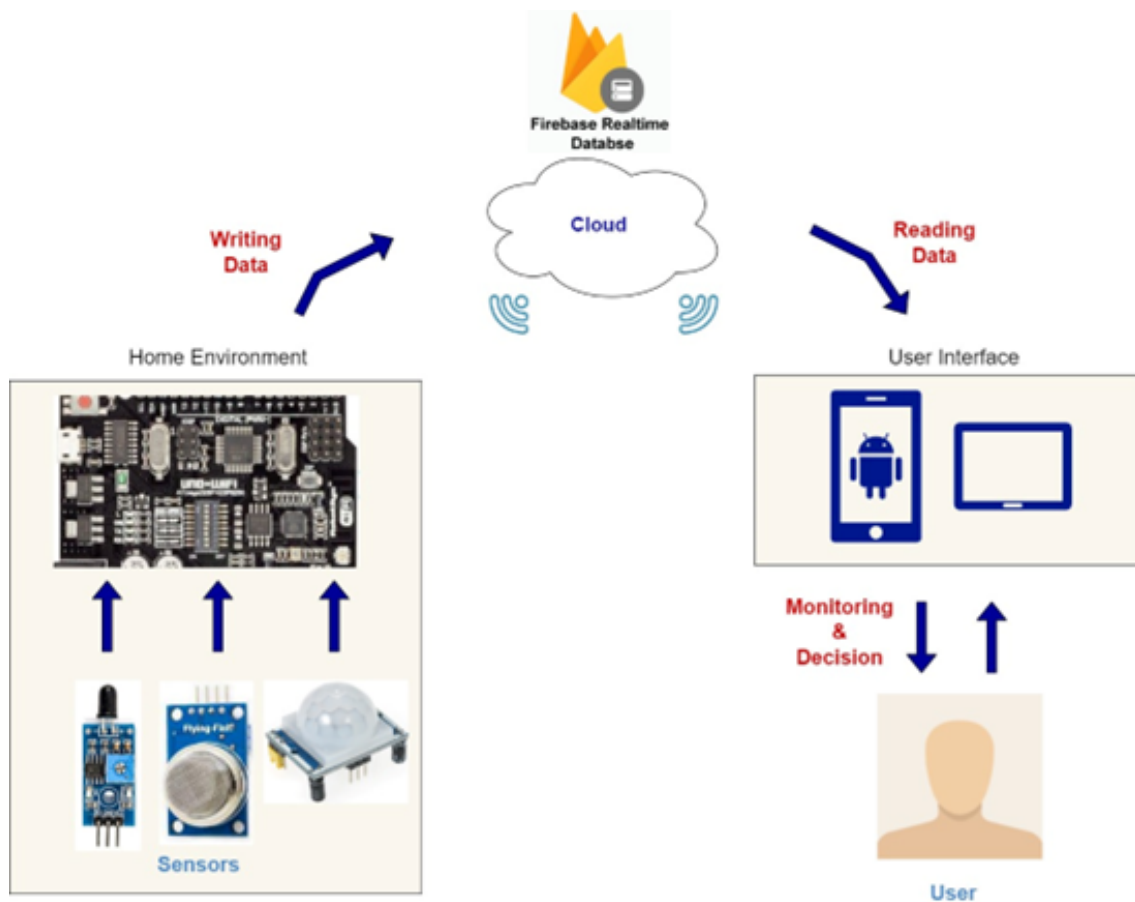 Firebase Realtime
Databse
Cloud
Writing
Data
Reading
Data
Home Environment
User Interface
UNO-WiFi
Flying-Fish
Monitoring
&
Decision
Sensors
User